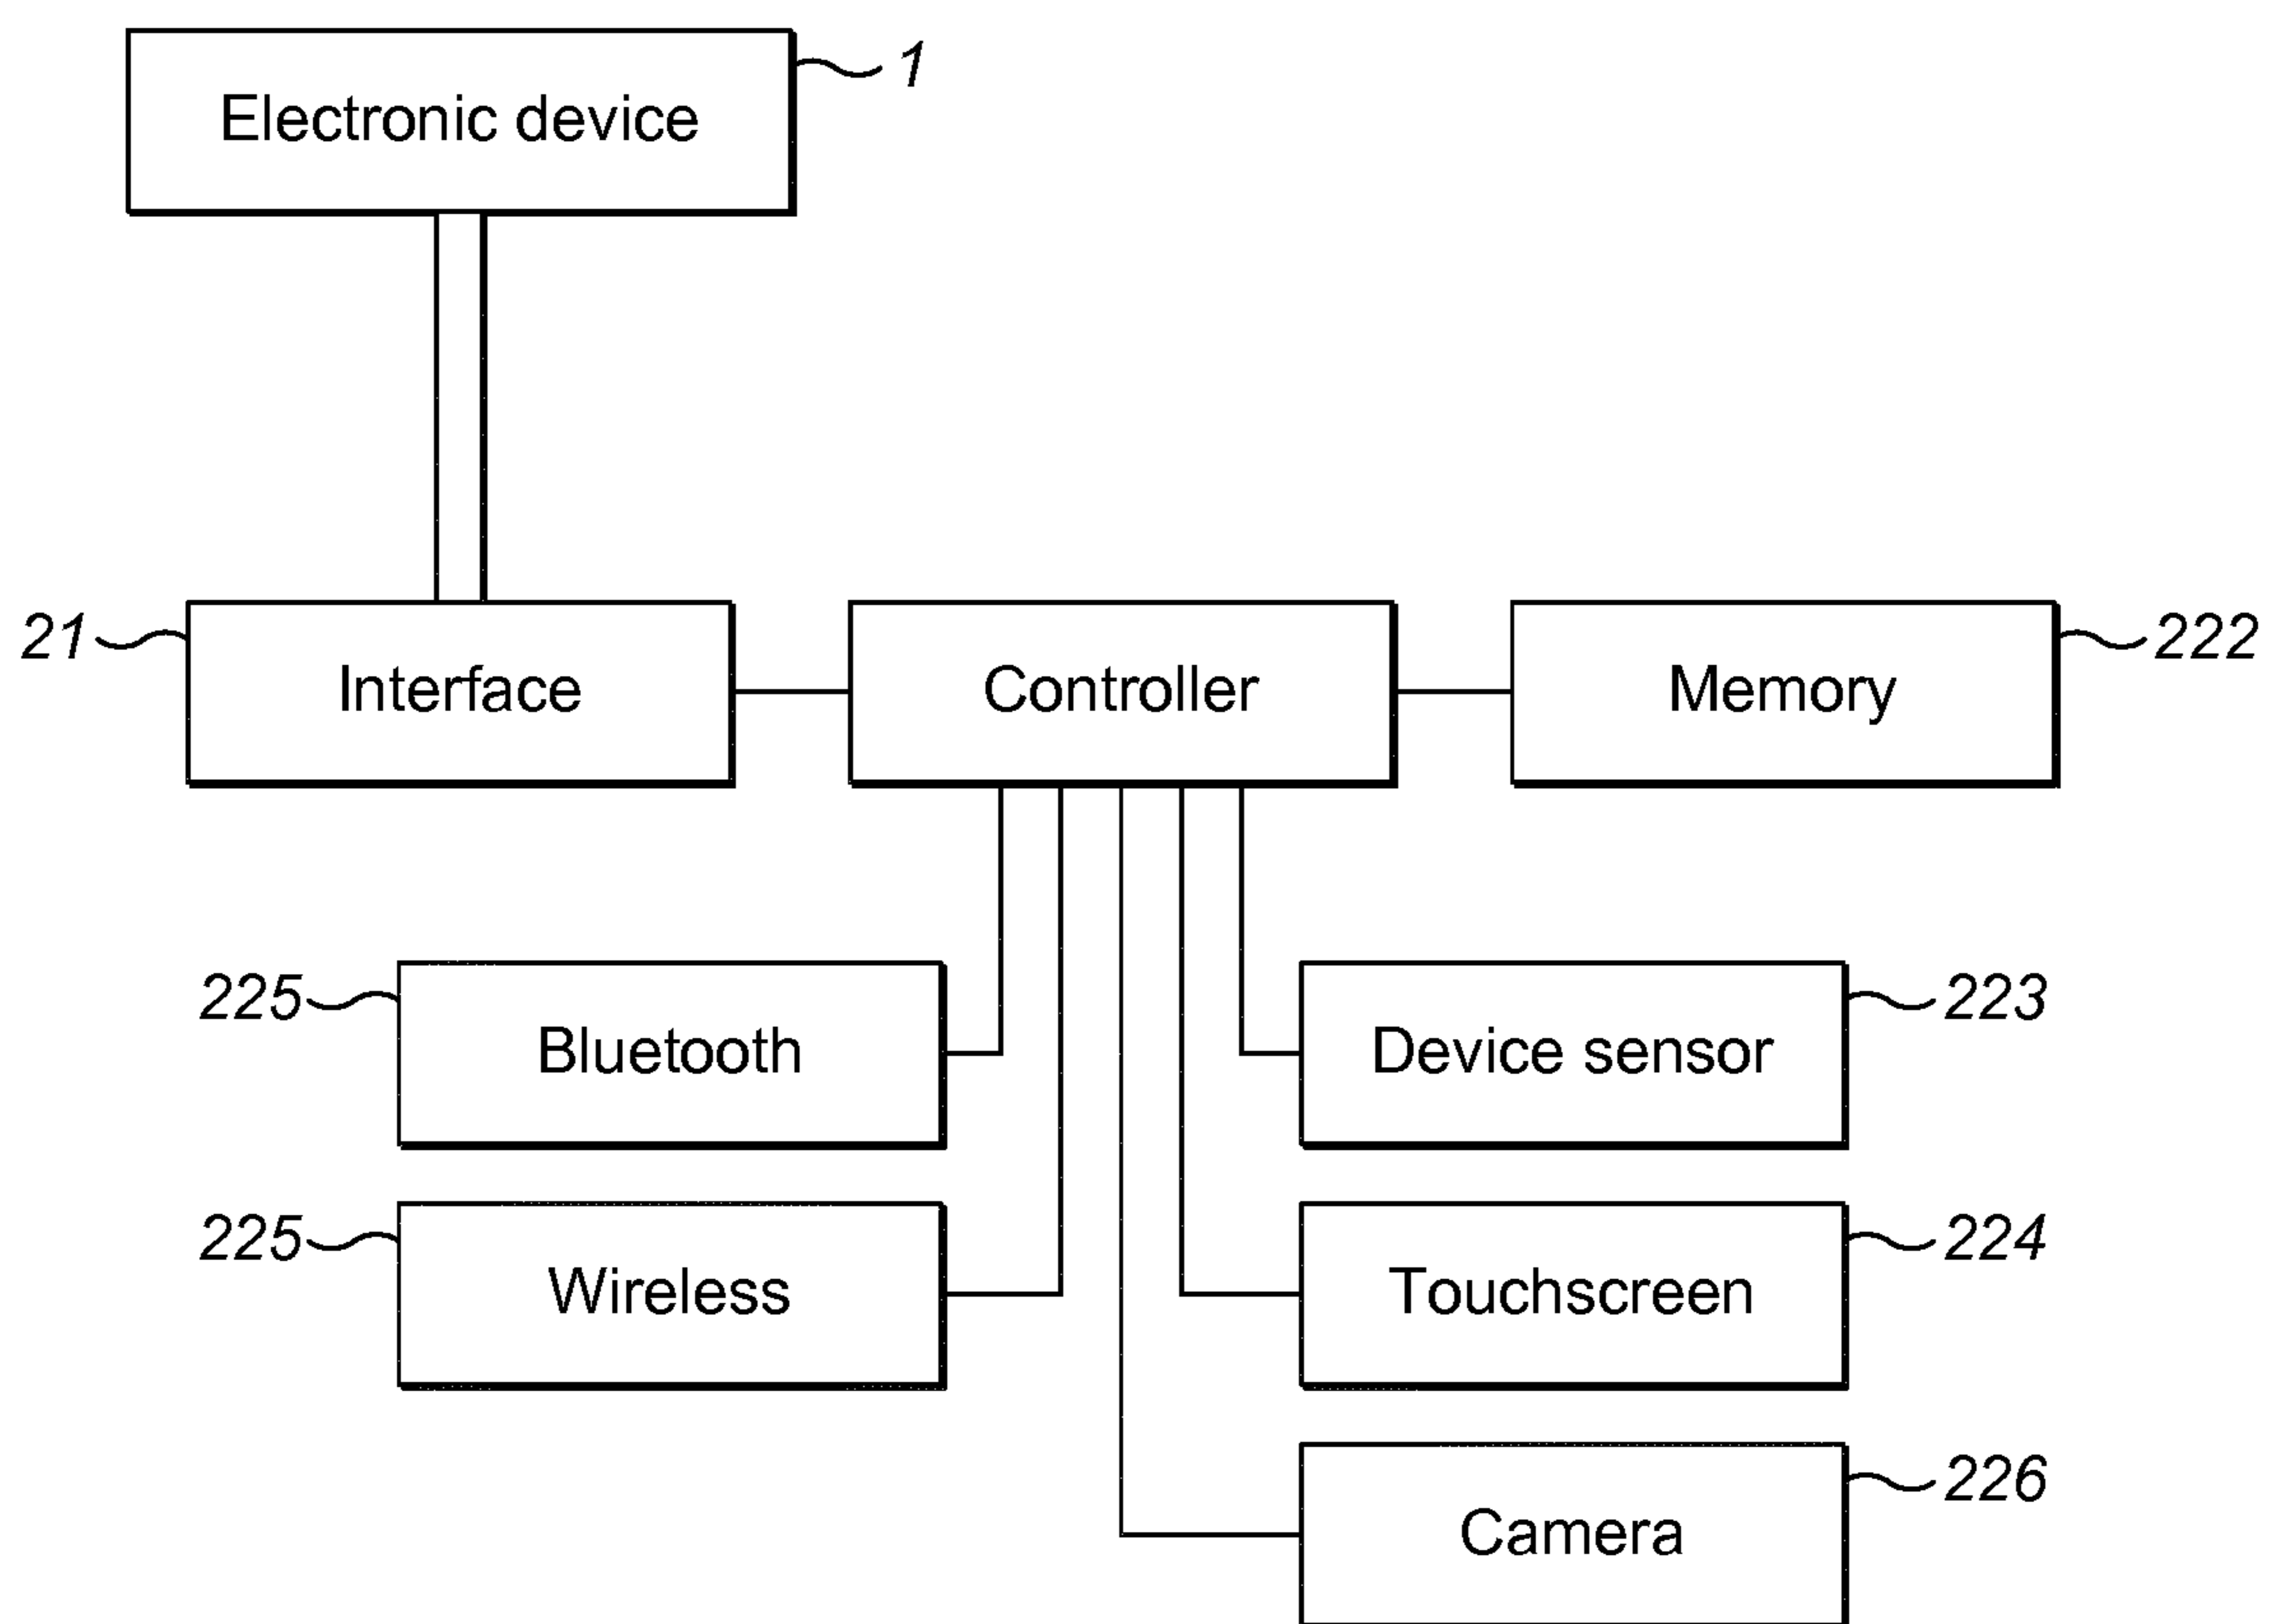 Electronic device
1
21
Interface
Controller
Memory
222
225
Bluetooth
Device sensor
223
225
Wireless
Touchscreen
224
Camera
226